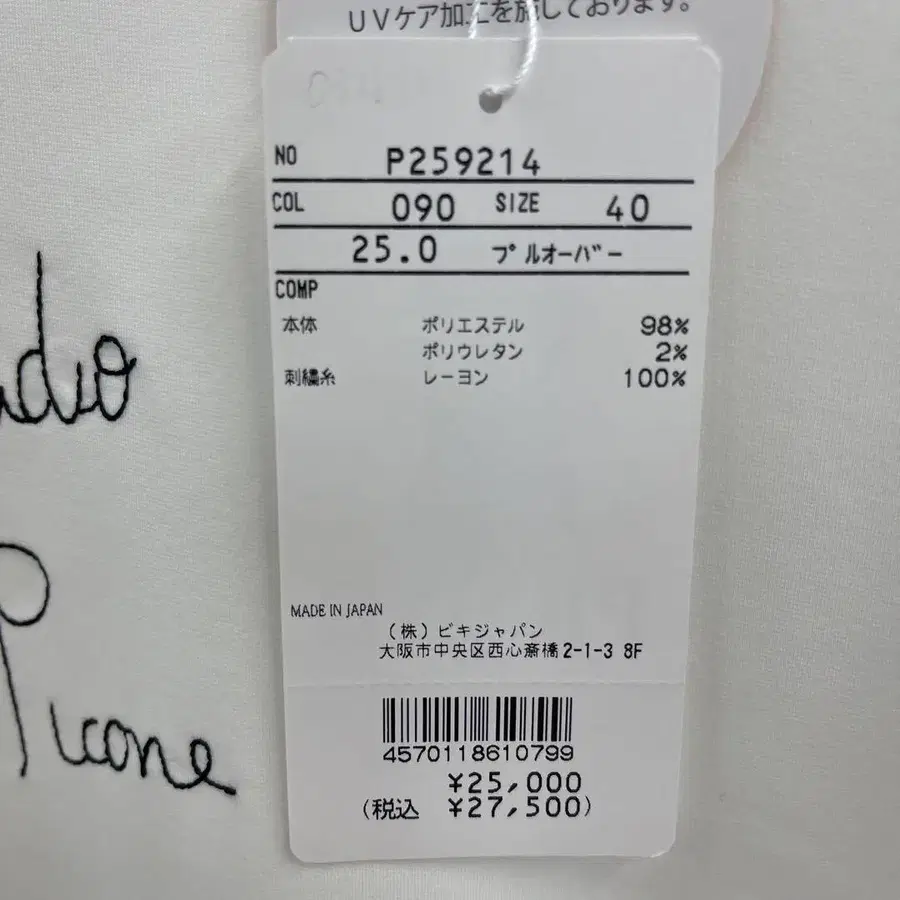 UVケア加工を施しております。
NO P259214
COL 090 SIZE 40
25.0 プルオーバー
COMP
本体 ポリエステル 98%
ポリウレタン 2%
刺繍糸 レーヨン 100%
MADE IN JAPAN
(株)ビキジャパン
大阪市中央区西心斎橋2-1-3 8F
4570118610799
¥25,000
(税込 ¥27,500)
Picone